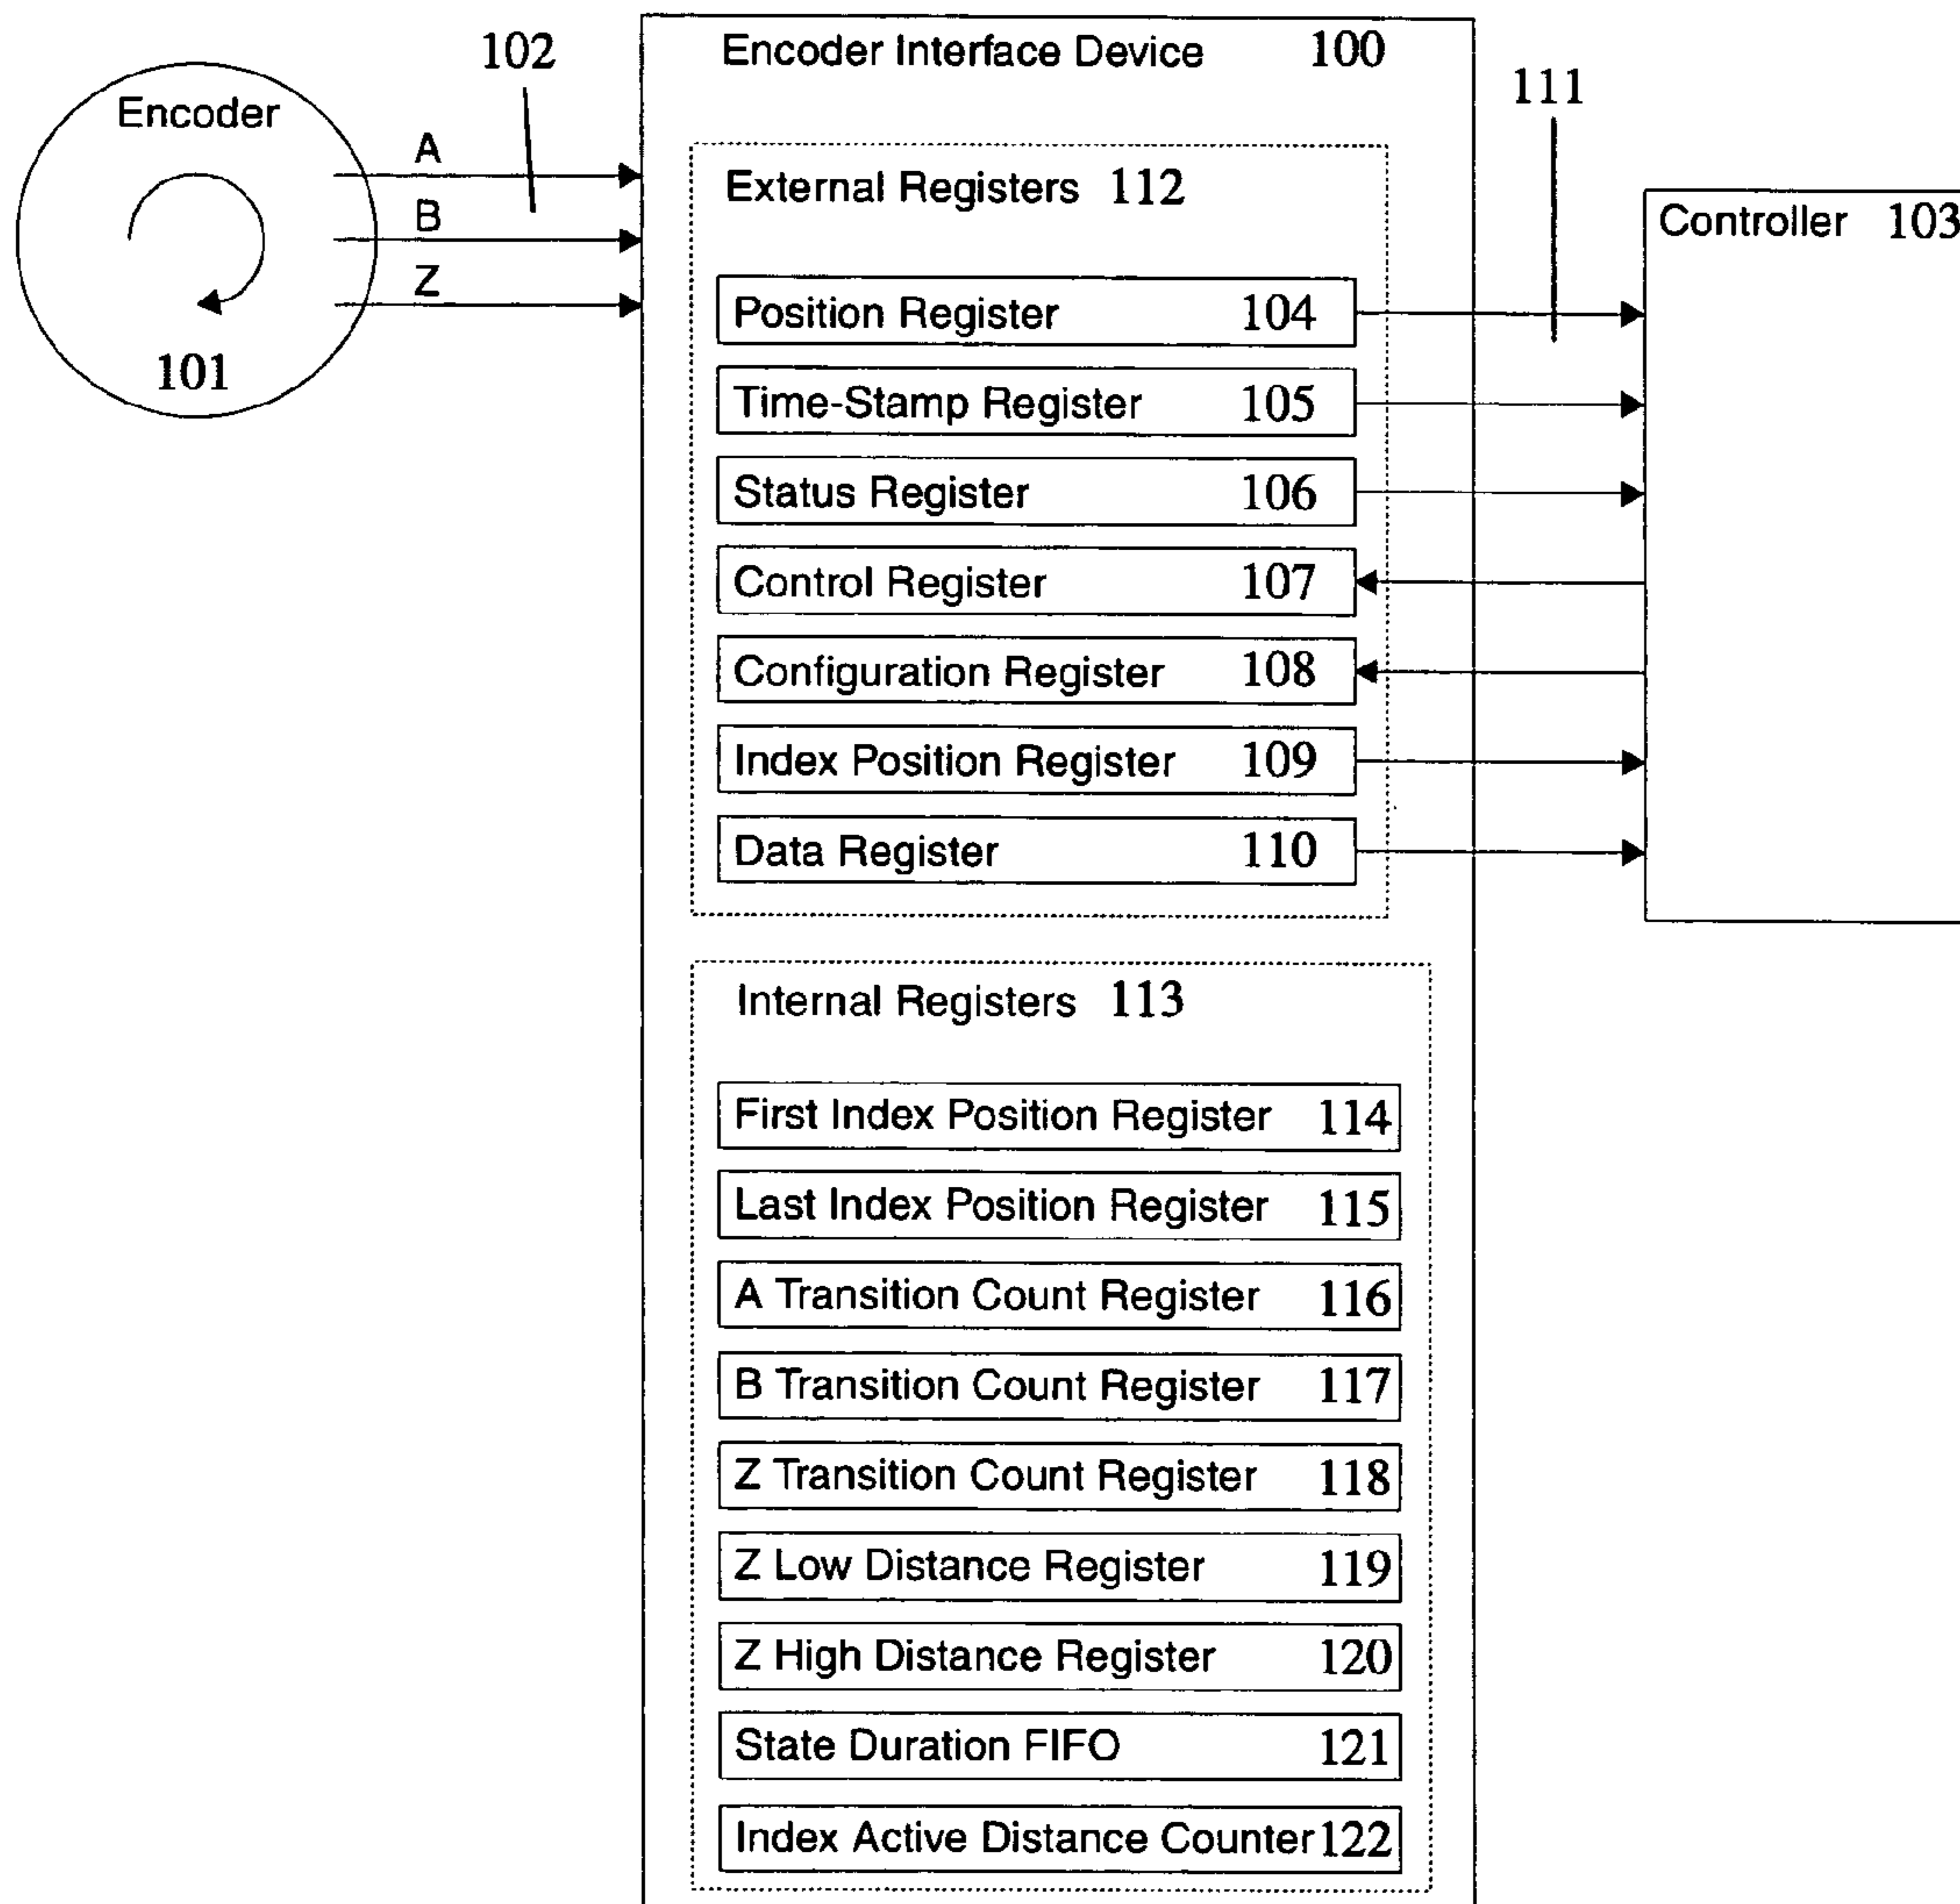 Encoder
101
A
B
Z
102
Encoder Interface Device 100
External Registers 112
Position Register 104
Time-Stamp Register 105
Status Register 106
Control Register 107
Configuration Register 108
Index Position Register 109
Data Register 110
111
Controller 103
Internal Registers 113
First Index Position Register 114
Last Index Position Register 115
A Transition Count Register 116
B Transition Count Register 117
Z Transition Count Register 118
Z Low Distance Register 119
Z High Distance Register 120
State Duration FIFO 121
Index Active Distance Counter 122